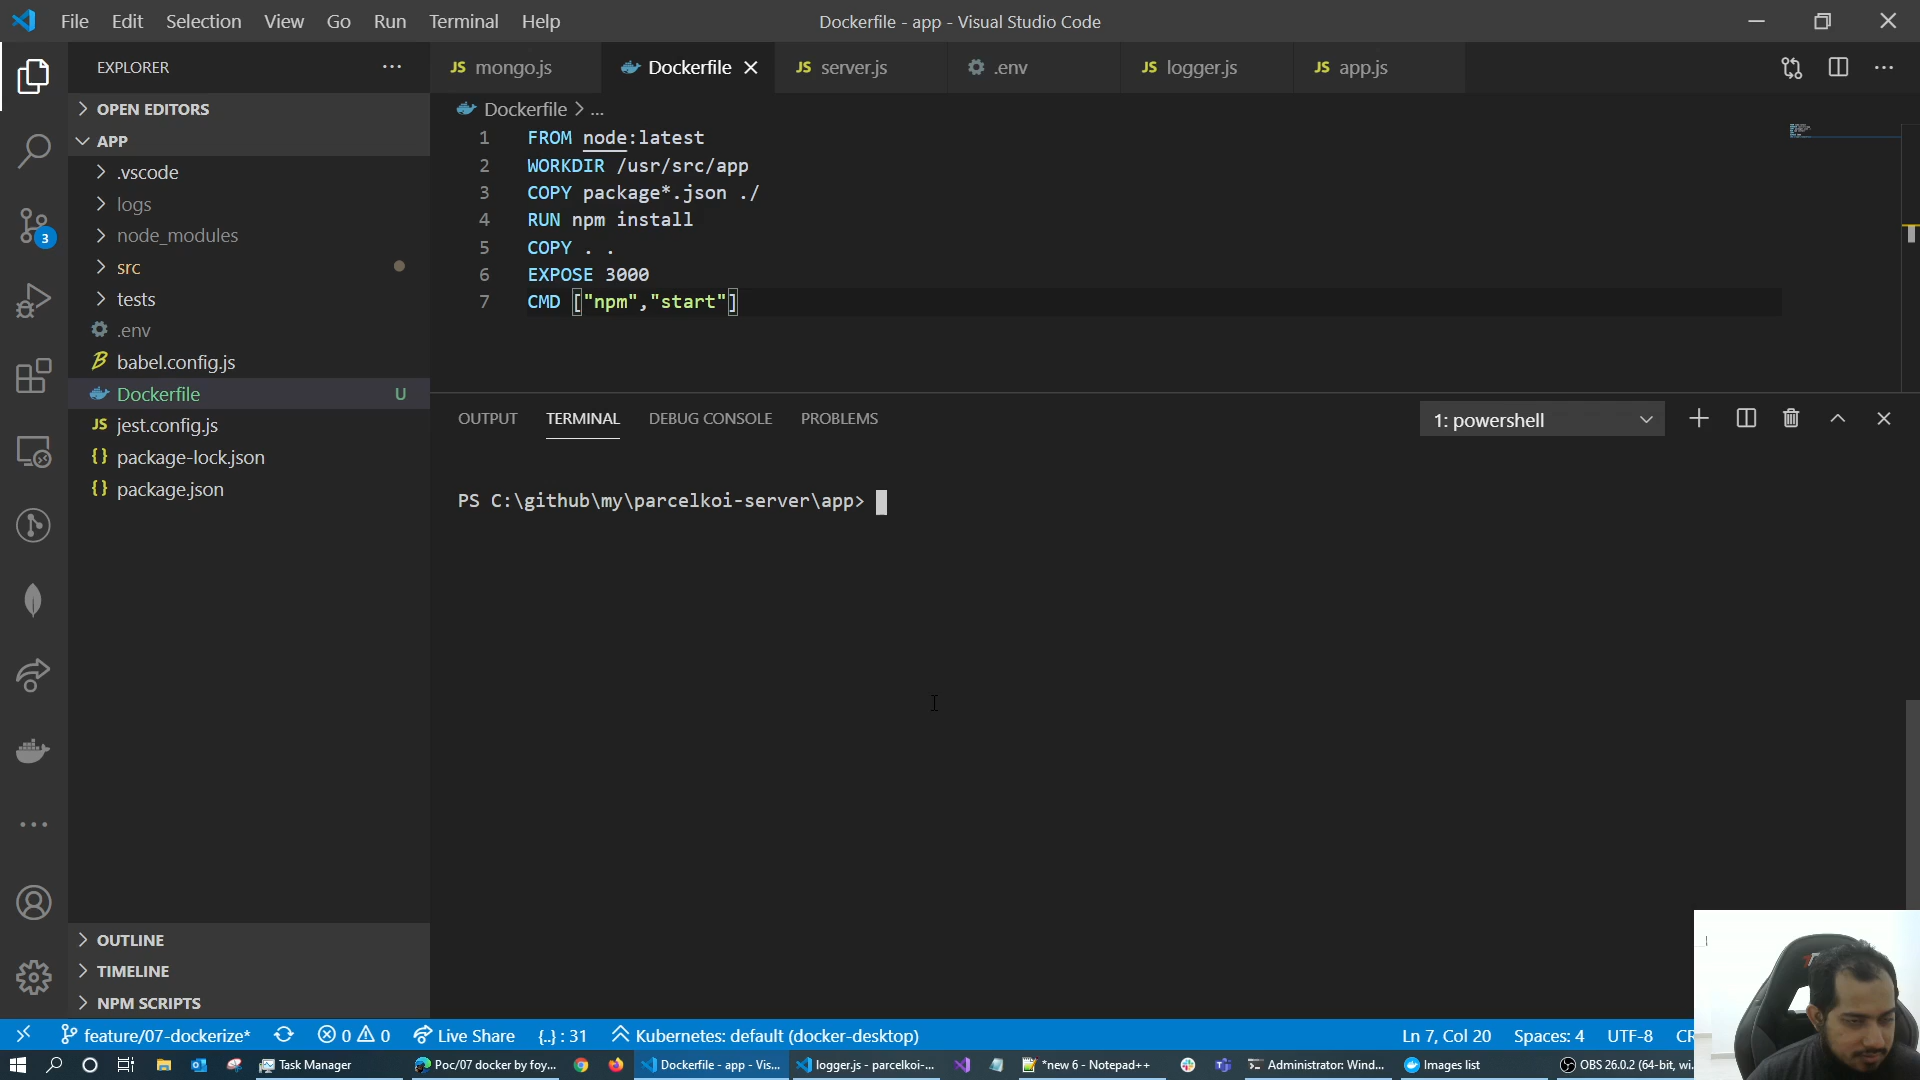 File Edit Selection View Go Run Terminal Help
Dockerfile - app - Visual Studio Code
EXPLORER
JS mongo.js
Dockerfile
JS server.js
.env
JS logger.js
JS app.js
OPEN EDITORS
APP
.vscode
logs
node_modules
src
tests
.env
babel.config.js
Dockerfile U
JS jest.config.js
{} package-lock.json
{} package.json
OUTLINE
TIMELINE
NPM SCRIPTS
3
Dockerfile > ...
1 FROM node:latest
2 WORKDIR /usr/src/app
3 COPY package*.json ./
4 RUN npm install
5 COPY . .
6 EXPOSE 3000
7 CMD ["npm","start"]
OUTPUT TERMINAL DEBUG CONSOLE PROBLEMS
1: powershell
PS C:\github\my\parcelkoi-server\app>
feature/07-dockerize* 0 0 Live Share {..} : 31 Kubernetes: default (docker-desktop) Ln 7, Col 20 Spaces: 4 UTF-8 CR
Task Manager
Poc/07 docker by foy...
Dockerfile - app - Vis...
logger.js - parcelkoi-...
*new 6 - Notepad++
Administrator: Wind...
Images list
OBS 26.0.2 (64-bit, wi...